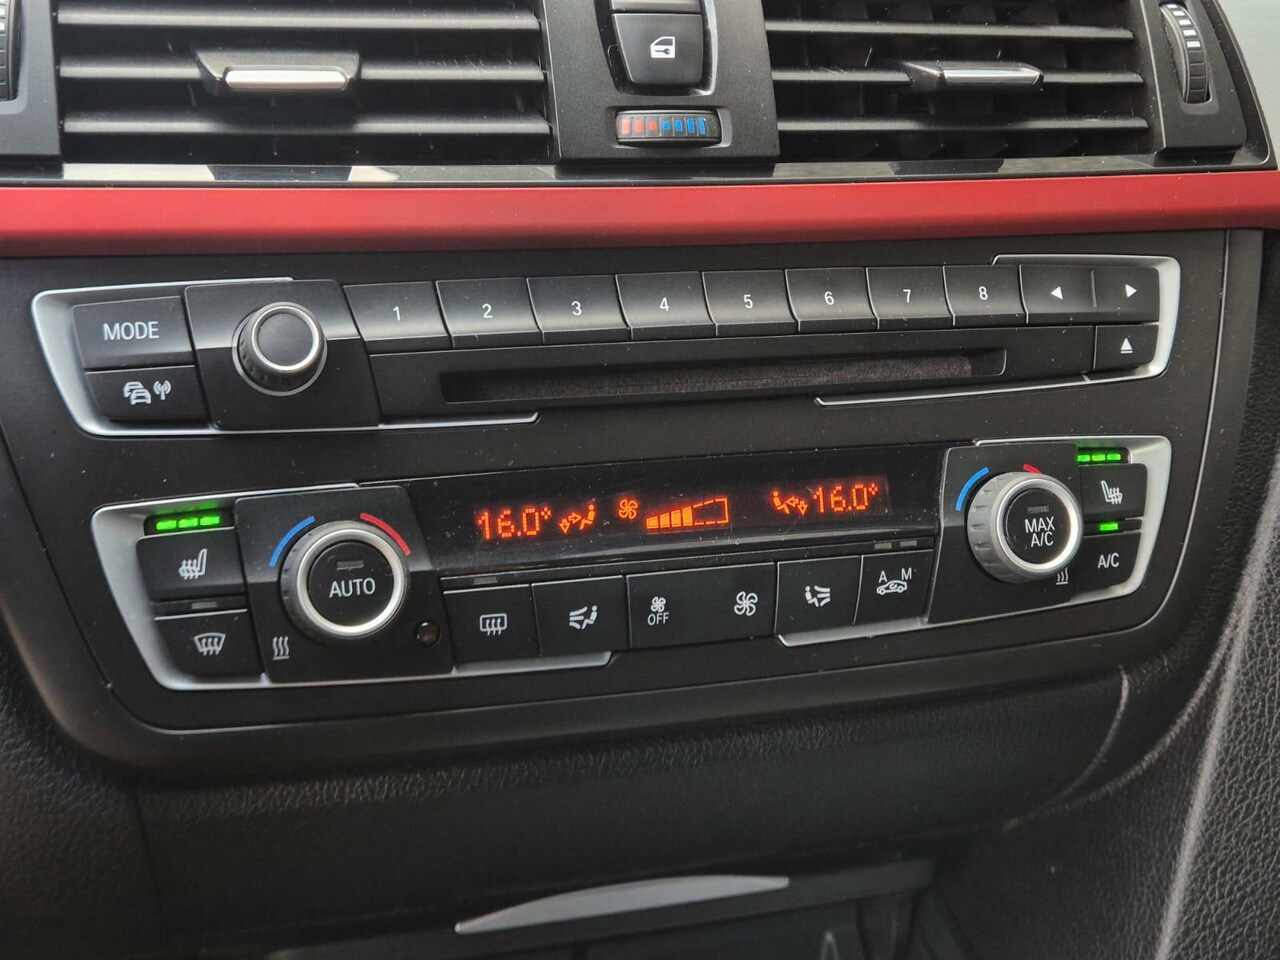 MODE
1 2 3 4 5 6 7 8
16.0° 16.0°
AUTO
OFF
A M
MAX
A/C
A/C